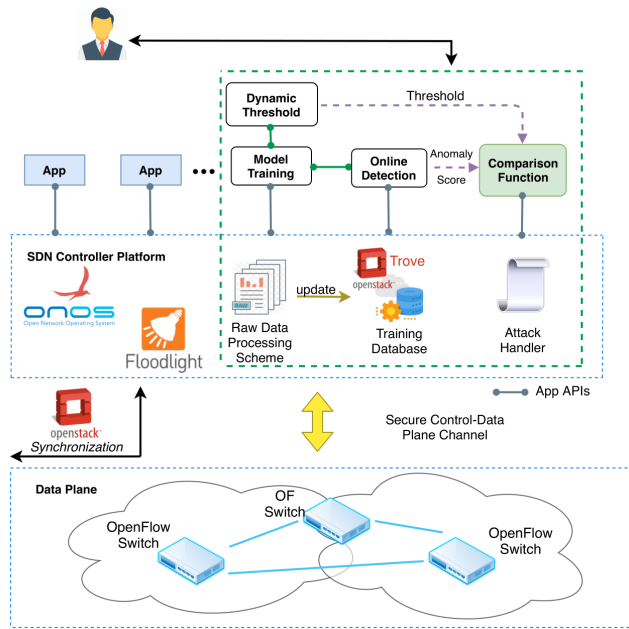 Dynamic
Threshold
Threshold
App
App
•••
Model
Training
Online
Detection
Anomaly
Score
Comparison
Function
SDN Controller Platform
ONOS
Open Network Operating System
Floodlight
RAW
Raw Data
Processing
Scheme
update
openstack
Trove
Training
Database
Attack
Handler
App APIs
openstack
Synchronization
Secure Control-Data
Plane Channel
Data Plane
OpenFlow
Switch
OF
Switch
OpenFlow
Switch